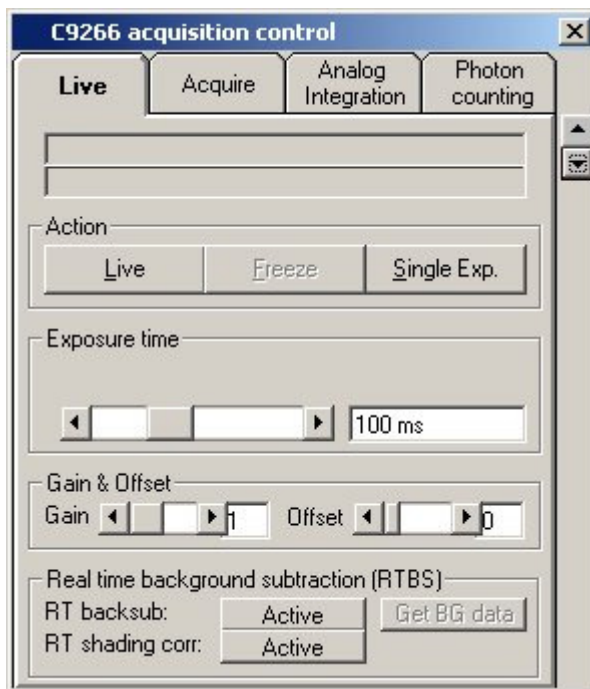 C9266 acquisition control
Live
Acquire
Analog
Integration
Photon
counting
Action
Live
Freeze
Single Exp.
Exposure time
100 ms
Gain & Offset
Gain 1 Offset 0
Real time background subtraction (RTBS)
RT backsub: Active Get BG data
RT shading corr: Active